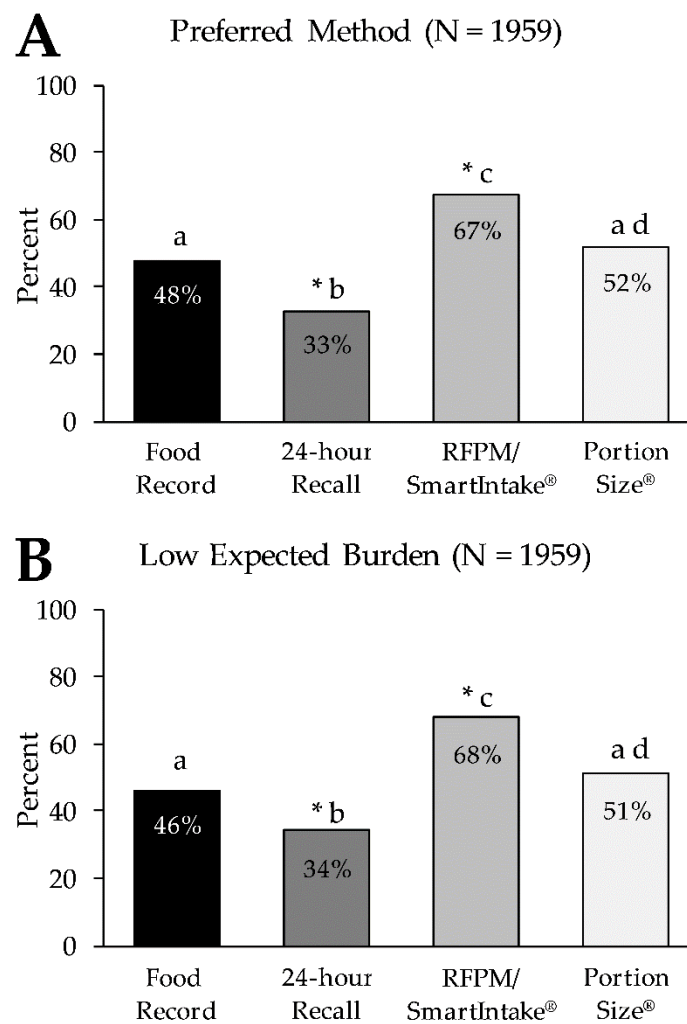 A
Preferred Method (N = 1959)
100
80
60
40
20
0
Percent
a
48%
* b
33%
* c
67%
a d
52%
Food
Record
24-hour
Recall
RFPM/
SmartIntake®
Portion
Size®
B
Low Expected Burden (N = 1959)
100
80
60
40
20
0
Percent
a
46%
* b
34%
* c
68%
a d
51%
Food
Record
24-hour
Recall
RFPM/
SmartIntake®
Portion
Size®